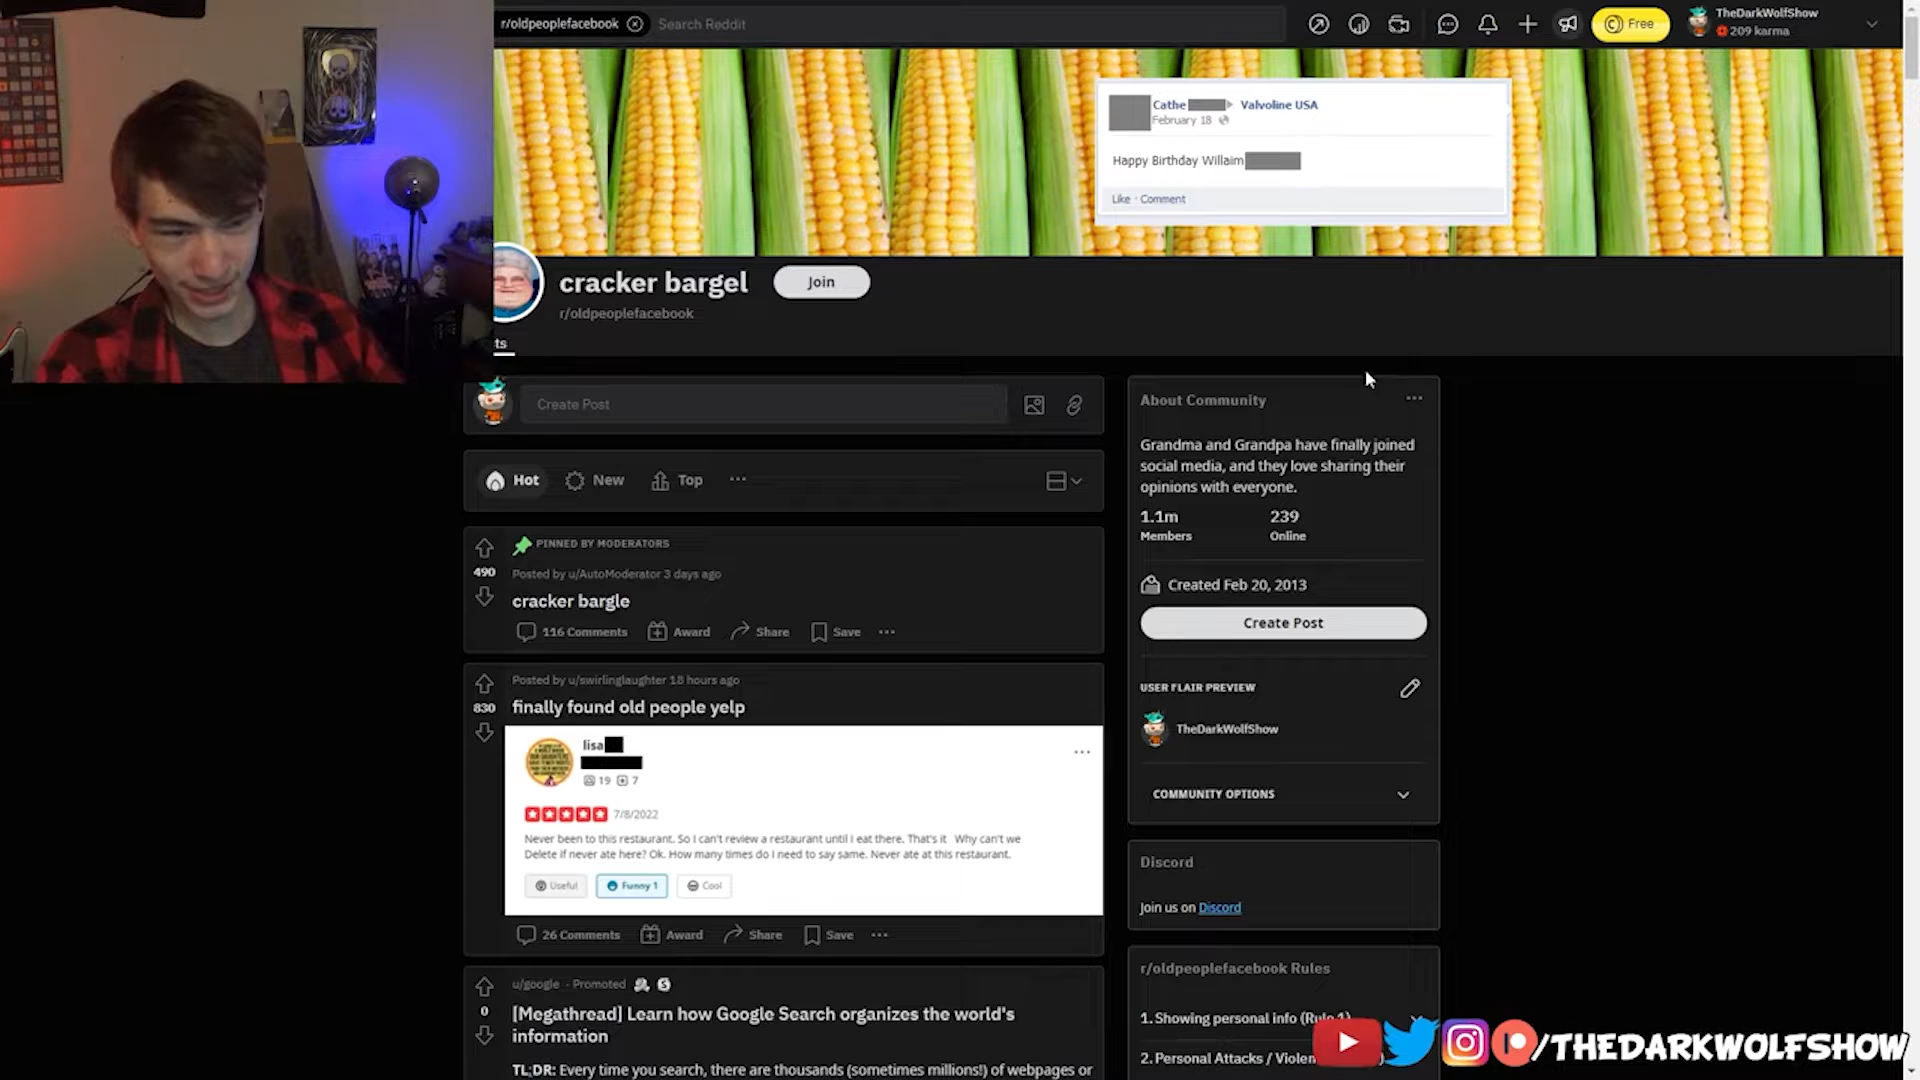 r/oldpeoplefacebook
Search Reddit
Free
TheDarkWolfShow
209 karma
Cathe
Valvoline USA
February 18
Happy Birthday Willaim
Like · Comment
cracker bargel
Join
r/oldpeoplefacebook
ts
Create Post
Hot
New
Top
PINNED BY MODERATORS
490
Posted by u/AutoModerator 3 days ago
cracker bargle
116 Comments
Award
Share
Save
Posted by u/swirlinglaughter 18 hours ago
830
finally found old people yelp
lisa
19
7
7/8/2022
Never been to this restaurant. So I can't review a restaurant until I eat there. That's it Why can't we
Delete if never ate here? Ok. How many times do I need to say same. Never ate at this restaurant.
Useful
Funny 1
Cool
26 Comments
Award
Share
Save
u/google · Promoted
0
[Megathread] Learn how Google Search organizes the world's
information
TL;DR: Every time you search, there are thousands (sometimes millions!) of webpages or
About Community
Grandma and Grandpa have finally joined
social media, and they love sharing their
opinions with everyone.
1.1m
239
Members
Online
Created Feb 20, 2013
Create Post
USER FLAIR PREVIEW
TheDarkWolfShow
COMMUNITY OPTIONS
Discord
Join us on Discord
r/oldpeoplefacebook Rules
1. Showing personal info (Rule 1)
2. Personal Attacks /
/THEDARKWOLFSHOW